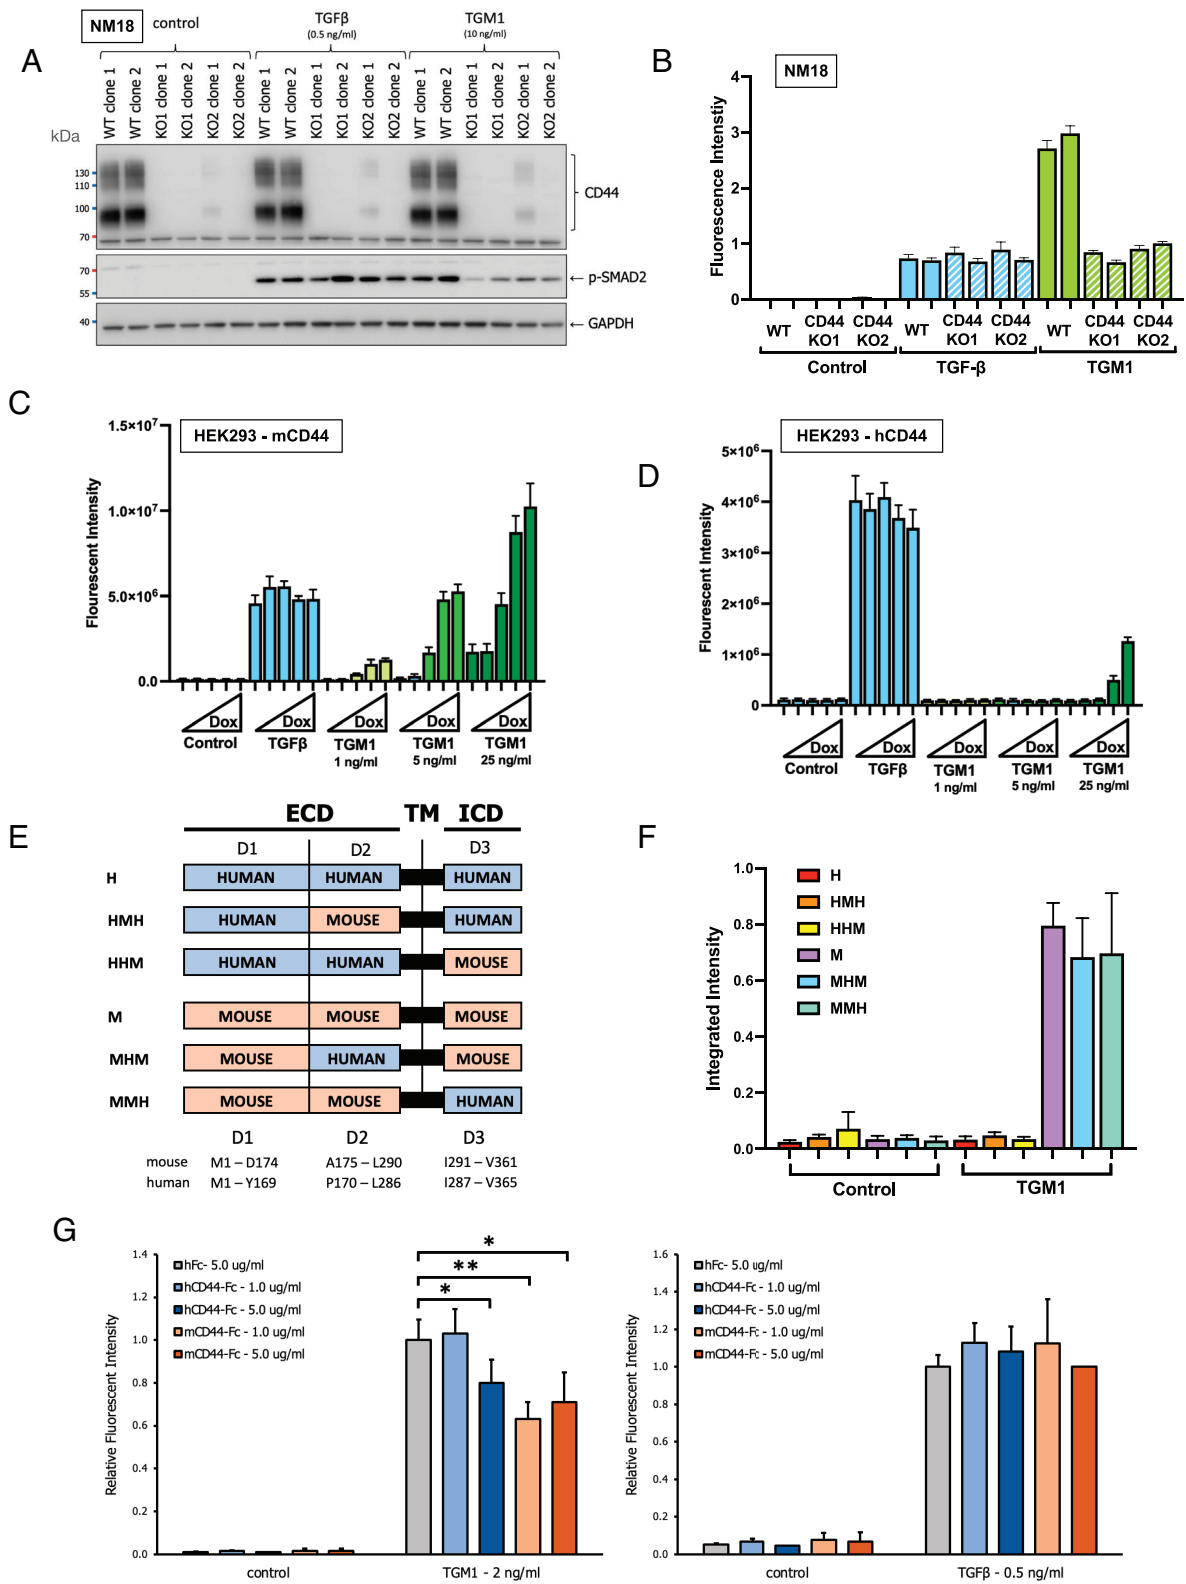 A
NM18
control
TGFβ
(0.5 ng/ml)
TGM1
(10 ng/ml)
WT clone 1
WT clone 2
KO1 clone 1
KO1 clone 2
KO2 clone 1
KO2 clone 2
WT clone 1
WT clone 2
KO1 clone 1
KO1 clone 2
KO2 clone 1
KO2 clone 2
WT clone 1
WT clone 2
KO1 clone 1
KO1 clone 2
KO2 clone 1
KO2 clone 2
kDa
130
110
100
70
CD44
70
55
← p-SMAD2
40
← GAPDH
B
NM18
Fluorescence Intenstiy
4
3
2
1
0
WT CD44 KO1 CD44 KO2 WT CD44 KO1 CD44 KO2 WT CD44 KO1 CD44 KO2
Control TGF-β TGM1
C
HEK293 - mCD44
Flourescent Intensity
1.5×10⁷
1.0×10⁷
5.0×10⁶
0.0
Dox Dox Dox Dox Dox
Control TGFβ TGM1 TGM1 TGM1
1 ng/ml 5 ng/ml 25 ng/ml
D
HEK293 - hCD44
Flourescent Intensity
5×10⁶
4×10⁶
3×10⁶
2×10⁶
1×10⁶
0
Dox Dox Dox Dox Dox
Control TGFβ TGM1 TGM1 TGM1
1 ng/ml 5 ng/ml 25 ng/ml
E
ECD TM ICD
D1 D2 D3
H HUMAN HUMAN HUMAN
HMH HUMAN MOUSE HUMAN
HHM HUMAN HUMAN MOUSE
M MOUSE MOUSE MOUSE
MHM MOUSE HUMAN MOUSE
MMH MOUSE MOUSE HUMAN
D1 D2 D3
mouse M1 – D174 A175 – L290 I291 – V361
human M1 – Y169 P170 – L286 I287 – V365
F
Integrated Intensity
1.0
0.8
0.6
0.4
0.2
0.0
H
HMH
HHM
M
MHM
MMH
Control TGM1
G
Relative Fluorescent Intensity
1.4
1.2
1.0
0.8
0.6
0.4
0.2
0.0
hFc- 5.0 ug/ml
hCD44-Fc - 1.0 ug/ml
hCD44-Fc - 5.0 ug/ml
mCD44-Fc - 1.0 ug/ml
mCD44-Fc - 5.0 ug/ml
*
**
*
control TGM1 - 2 ng/ml
Relative Fluorescent Intensity
1.6
1.4
1.2
1.0
0.8
0.6
0.4
0.2
0.0
hFc- 5.0 ug/ml
hCD44-Fc - 1.0 ug/ml
hCD44-Fc - 5.0 ug/ml
mCD44-Fc - 1.0 ug/ml
mCD44-Fc - 5.0 ug/ml
control TGFβ - 0.5 ng/ml